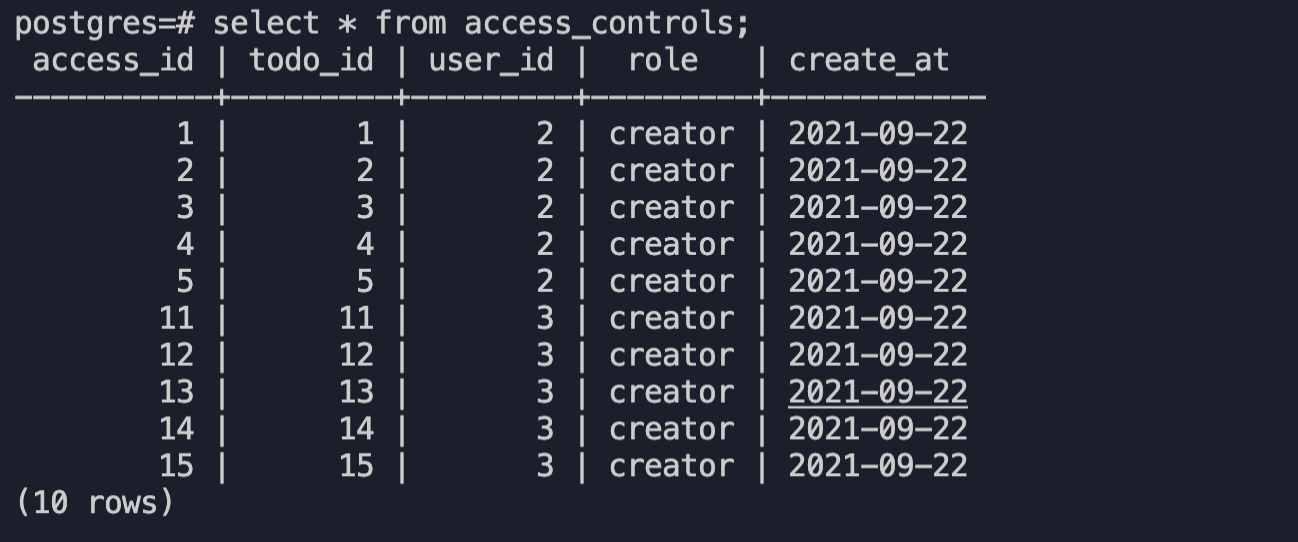 postgres=# select * from access_controls;
 access_id | todo_id | user_id |  role   | create_at
-----------+---------+---------+---------+------------
         1 |       1 |       2 | creator | 2021-09-22
         2 |       2 |       2 | creator | 2021-09-22
         3 |       3 |       2 | creator | 2021-09-22
         4 |       4 |       2 | creator | 2021-09-22
         5 |       5 |       2 | creator | 2021-09-22
        11 |      11 |       3 | creator | 2021-09-22
        12 |      12 |       3 | creator | 2021-09-22
        13 |      13 |       3 | creator | 2021-09-22
        14 |      14 |       3 | creator | 2021-09-22
        15 |      15 |       3 | creator | 2021-09-22
(10 rows)